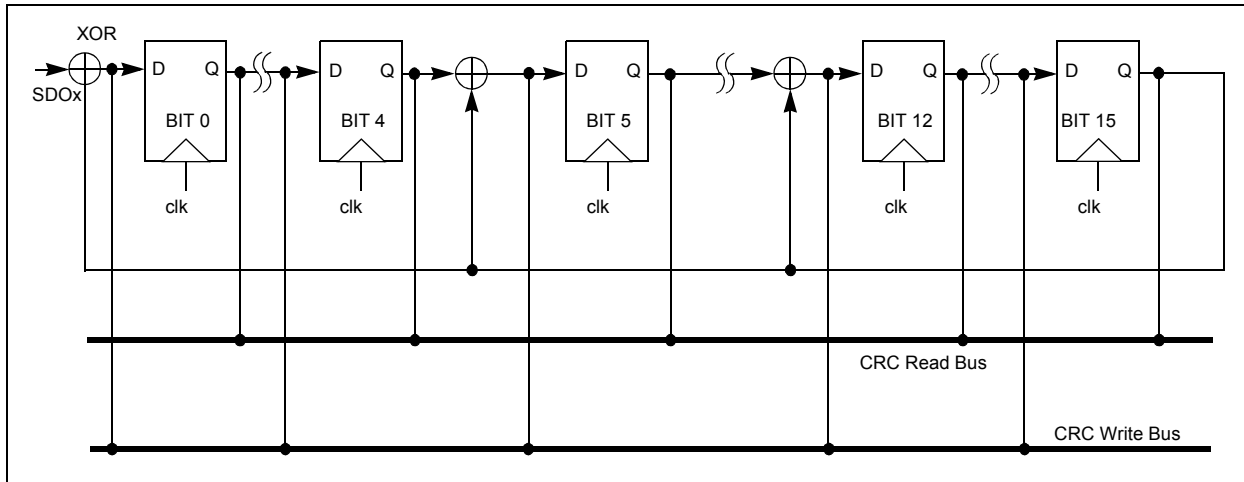 XOR
SDOx
D Q
BIT 0
clk
D Q
BIT 4
clk
D Q
BIT 5
clk
D Q
BIT 12
clk
D Q
BIT 15
clk
CRC Read Bus
CRC Write Bus